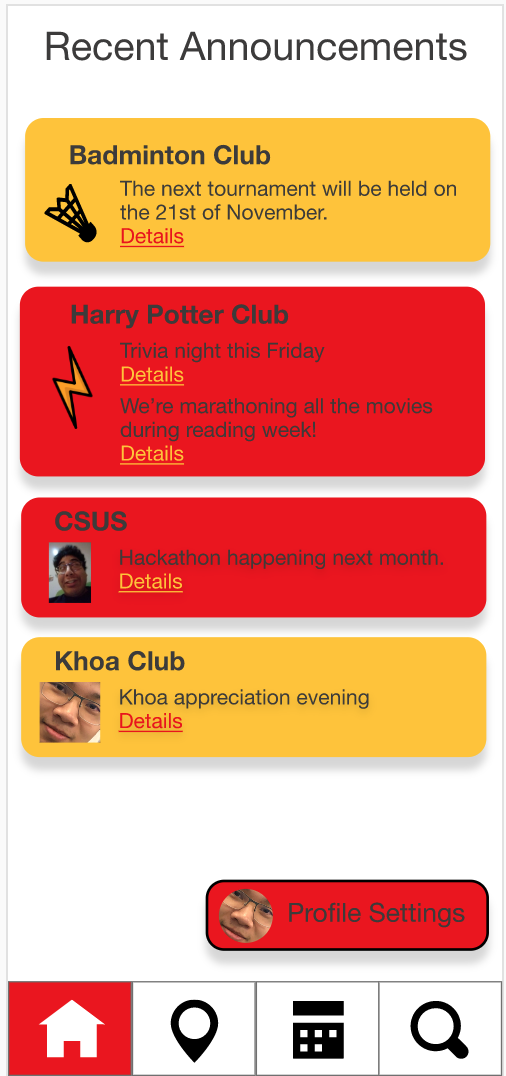 Recent Announcements
Badminton Club
The next tournament will be held on
the 21st of November.
Details
Harry Potter Club
Trivia night this Friday
Details
We're marathoning all the movies
during reading week!
Details
CSUS
Hackathon happening next month.
Details
Khoa Club
Khoa appreciation evening
Details
Profile Settings